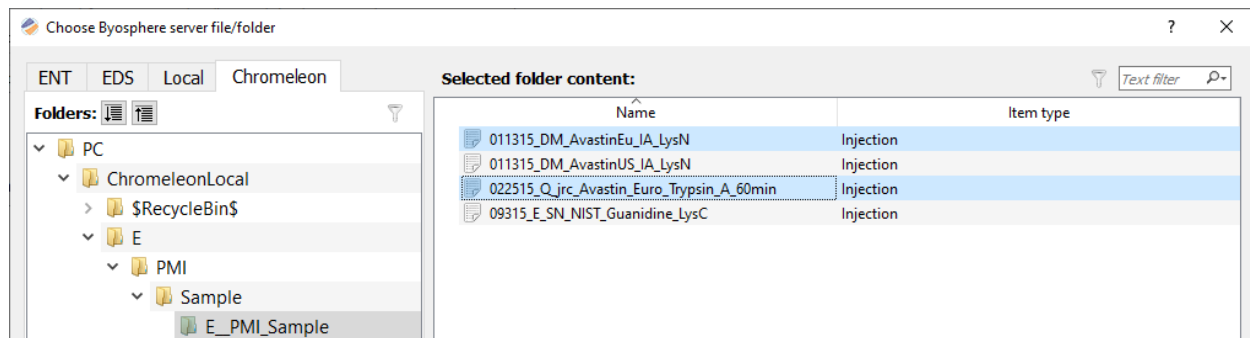 Choose Byosphere server file/folder
?
ENT EDS Local Chromeleon
Folders:
PC
ChromeleonLocal
$RecycleBin$
E
PMI
Sample
E__PMI_Sample
Selected folder content:
Text filter
Name Item type
011315_DM_AvastinEu_IA_LysN Injection
011315_DM_AvastinUS_IA_LysN Injection
022515_Q_jrc_Avastin_Euro_Trypsin_A_60min Injection
09315_E_SN_NIST_Guanidine_LysC Injection